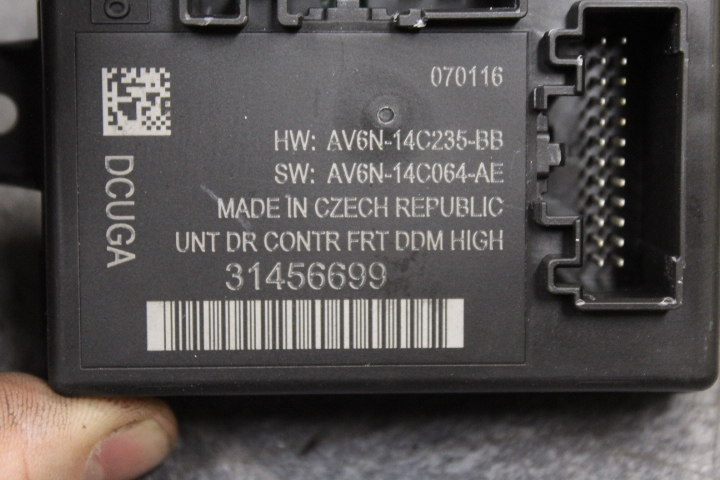 070116
HW: AV6N-14C235-BB
SW: AV6N-14C064-AE
MADE IN CZECH REPUBLIC
UNT DR CONTR FRT DDM HIGH
31456699
DCUGA